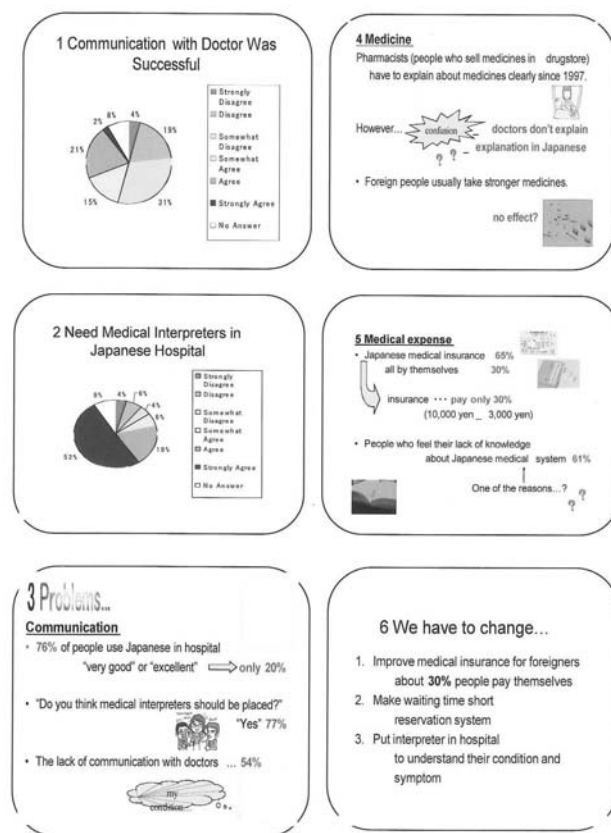 1 Communication with Doctor Was
Successful
8% 4%
2%
19%
21%
15%
31%
Strongly
Disagree
Disagree
Somewhat
Disagree
Somewhat
Agree
Agree
Strongly Agree
No Answer
2 Need Medical Interpreters in
Japanese Hospital
4%
6%
4%
19%
Strongly
Disagree
Disagree
Somewhat
Disagree
Somewhat
Agree
Agree
Strongly Agree
No Answer
3 Problems...
Communication
76% of people use Japanese in hospital
"very good" or "excellent" only 20%
• "Do you think medical interpreters should be placed?"
"Yes" 77%
• The lack of communication with doctors ... 54%
my
condition...
4 Medicine
Pharmacists (people who sell medicines in drugstore)
have to explain about medicines clearly since 1997.
However... confusion _ doctors don't explain
? ? _ explanation in Japanese
• Foreign people usually take stronger medicines.
no effect?
5 Medical expense
• Japanese medical insurance 65%
all by themselves 30%
insurance ··· pay only 30%
(10,000 yen _ 3,000 yen)
• People who feel their lack of knowledge
about Japanese medical system 61%
One of the reasons...? ?
?
6 We have to change...
1. Improve medical insurance for foreigners
about 30% people pay themselves
2. Make waiting time short
reservation system
3. Put interpreter in hospital
to understand their condition and
symptom